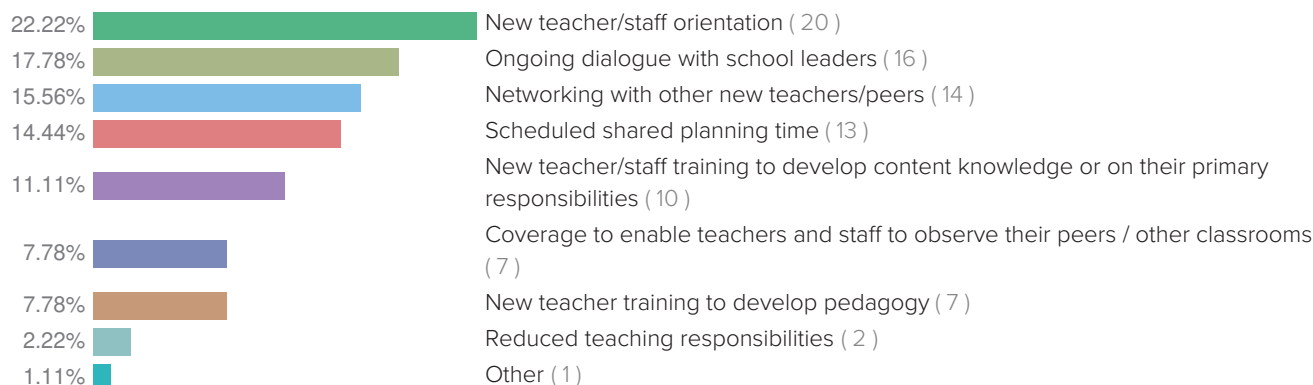 22.22% New teacher/staff orientation ( 20 )
17.78% Ongoing dialogue with school leaders ( 16 )
15.56% Networking with other new teachers/peers ( 14 )
14.44% Scheduled shared planning time ( 13 )
11.11% New teacher/staff training to develop content knowledge or on their primary
responsibilities ( 10 )
7.78% Coverage to enable teachers and staff to observe their peers / other classrooms
( 7 )
7.78% New teacher training to develop pedagogy ( 7 )
2.22% Reduced teaching responsibilities ( 2 )
1.11% Other ( 1 )